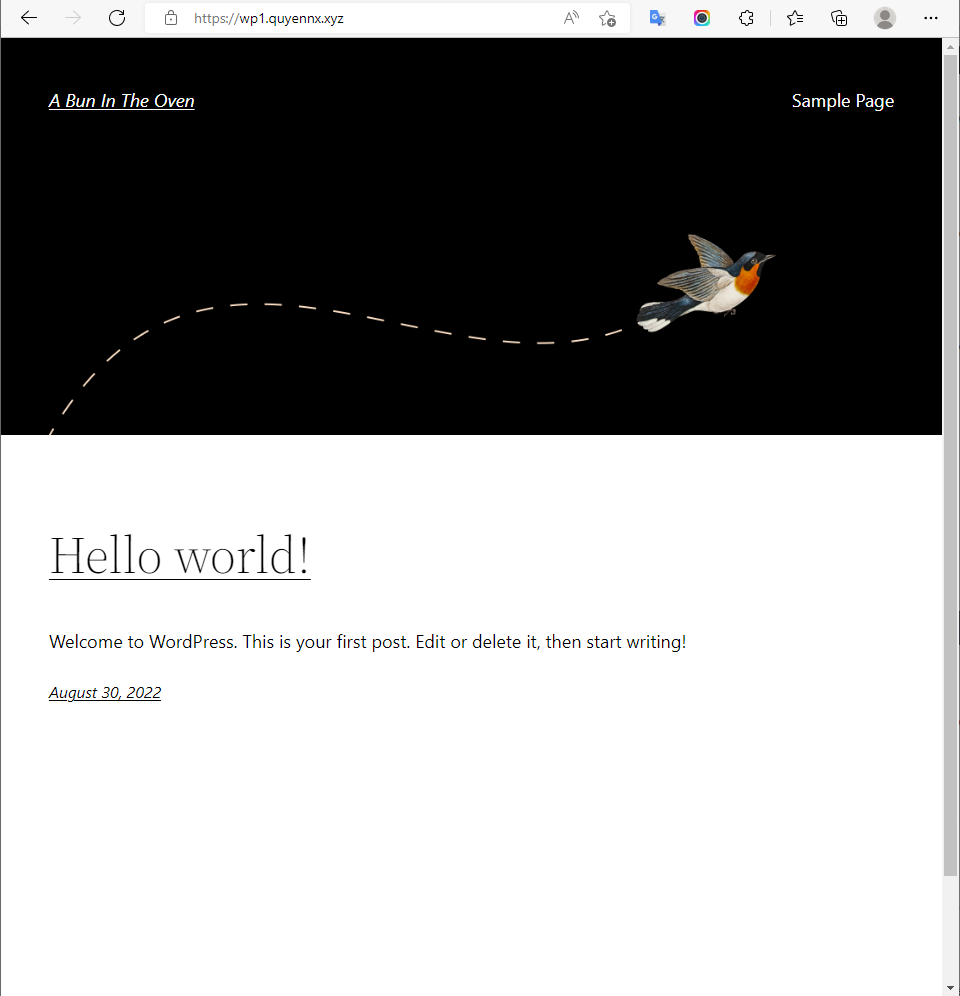 https://wp1.quyennx.xyz
A Bun In The Oven
Sample Page
Hello world!
Welcome to WordPress. This is your first post. Edit or delete it, then start writing!
August 30, 2022